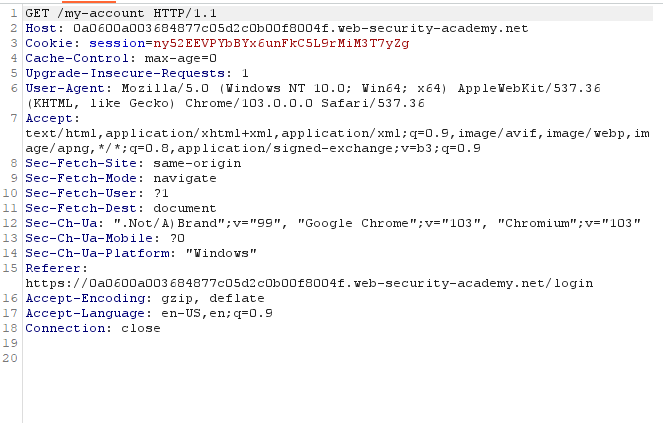 1 GET /my-account HTTP/1.1
2 Host: 0a0600a003684877c05d2c0b00f8004f.web-security-academy.net
3 Cookie: session=ny52EEVPYbBYx6unFkC5L9rMiM3T7yZg
4 Cache-Control: max-age=0
5 Upgrade-Insecure-Requests: 1
6 User-Agent: Mozilla/5.0 (Windows NT 10.0; Win64; x64) AppleWebKit/537.36
(KHTML, like Gecko) Chrome/103.0.0.0 Safari/537.36
7 Accept:
text/html,application/xhtml+xml,application/xml;q=0.9,image/avif,image/webp,im
age/apng,*/*;q=0.8,application/signed-exchange;v=b3;q=0.9
8 Sec-Fetch-Site: same-origin
9 Sec-Fetch-Mode: navigate
10 Sec-Fetch-User: ?1
11 Sec-Fetch-Dest: document
12 Sec-Ch-Ua: ".Not/A)Brand";v="99", "Google Chrome";v="103", "Chromium";v="103"
13 Sec-Ch-Ua-Mobile: ?0
14 Sec-Ch-Ua-Platform: "Windows"
15 Referer:
https://0a0600a003684877c05d2c0b00f8004f.web-security-academy.net/login
16 Accept-Encoding: gzip, deflate
17 Accept-Language: en-US,en;q=0.9
18 Connection: close
19
20